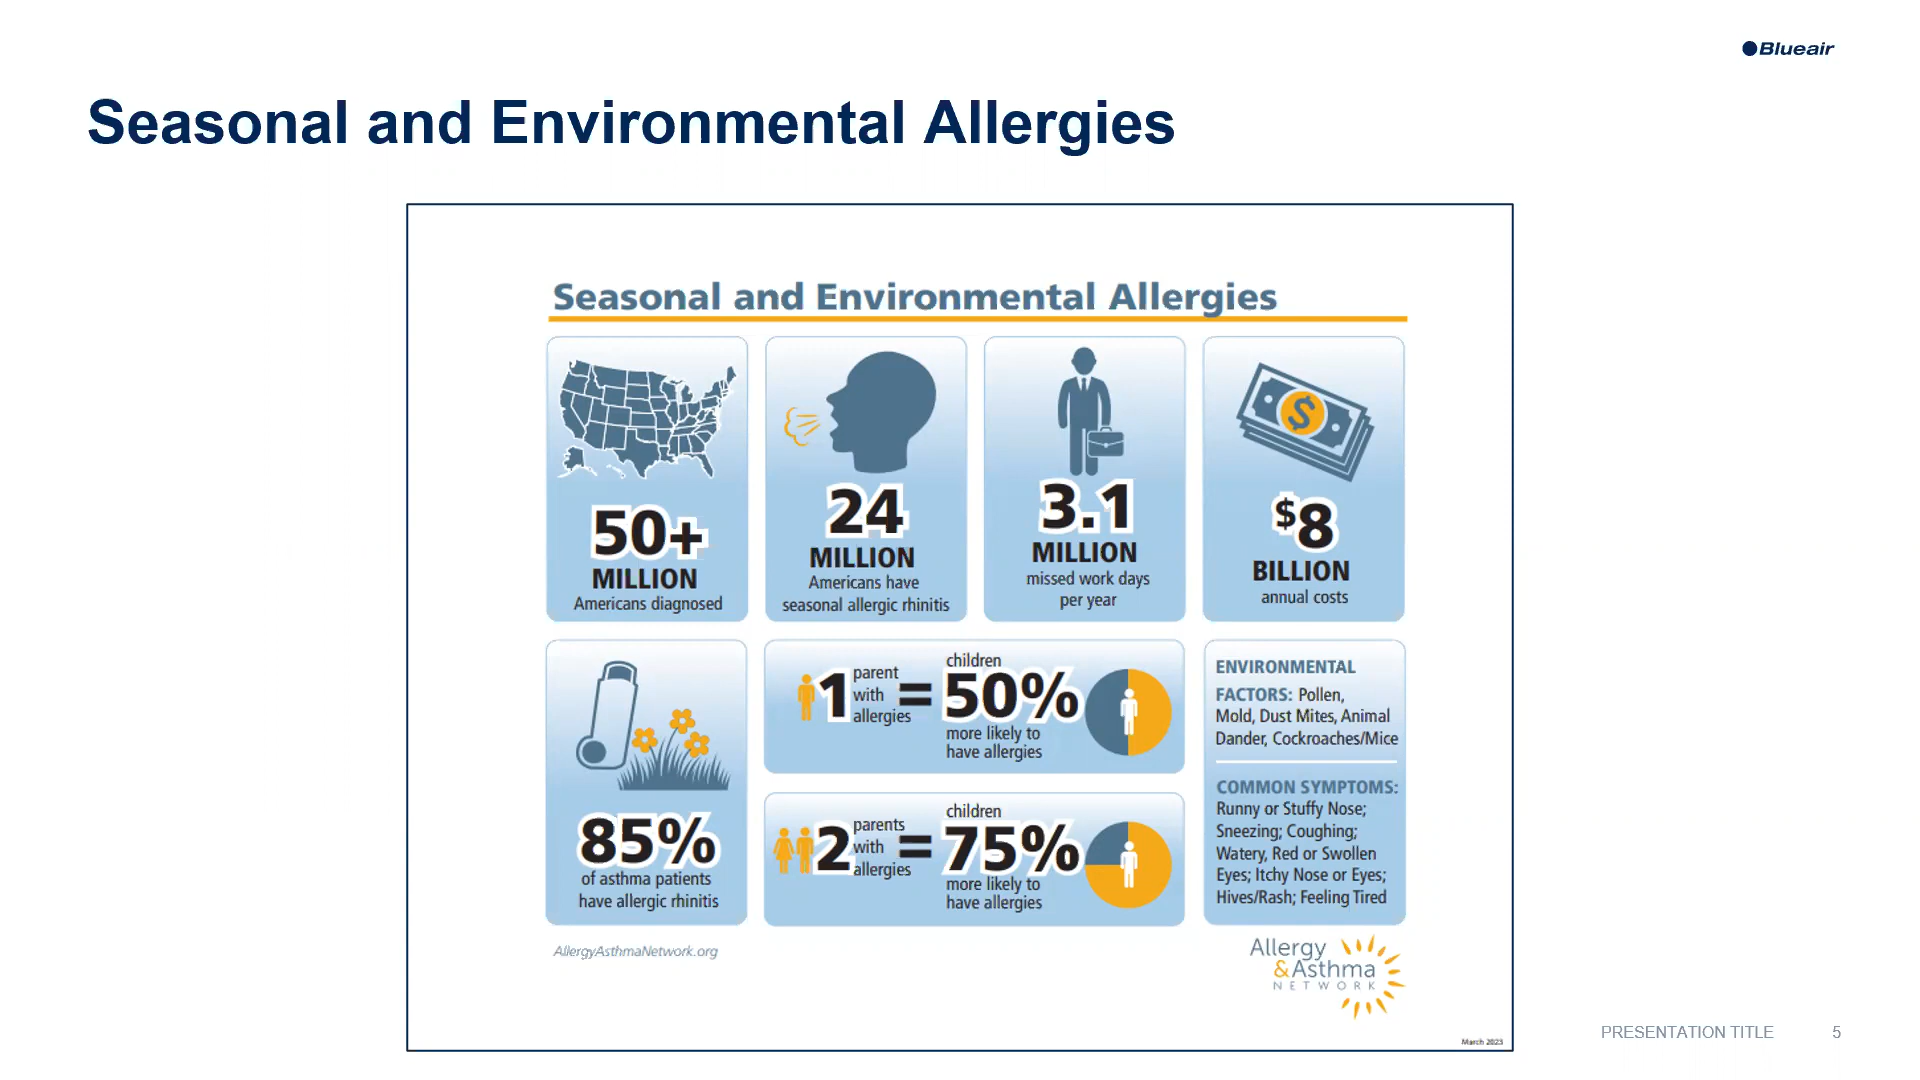 Blueair
Seasonal and Environmental Allergies
Seasonal and Environmental Allergies
50+
MILLION
Americans diagnosed
24
MILLION
Americans have
seasonal allergic rhinitis
3.1
MILLION
missed work days
per year
$
$8
BILLION
annual costs
85%
of asthma patients
have allergic rhinitis
1 parent
with
allergies
=
children
50%
more likely to
have allergies
2 parents
with
allergies
=
children
75%
more likely to
have allergies
ENVIRONMENTAL
FACTORS: Pollen,
Mold, Dust Mites, Animal
Dander, Cockroaches/Mice
COMMON SYMPTOMS:
Runny or Stuffy Nose;
Sneezing; Coughing;
Watery, Red or Swollen
Eyes; Itchy Nose or Eyes;
Hives/Rash; Feeling Tired
AllergyAsthmaNetwork.org
Allergy
&Asthma
NETWORK
March 2023
PRESENTATION TITLE 5